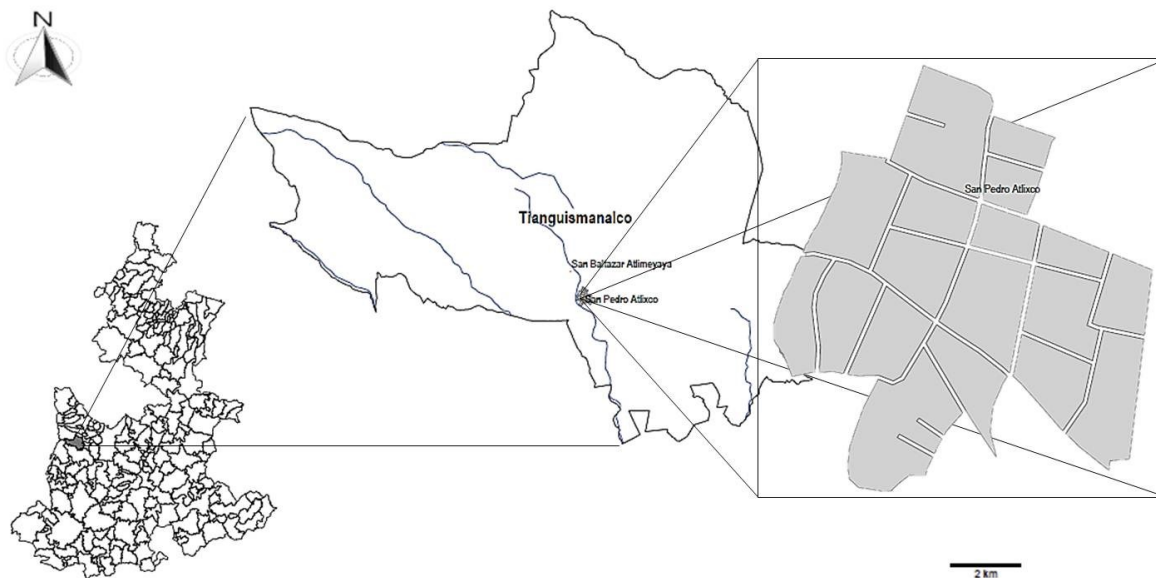 N
San Pedro Atlixco
Tianguismanalco
San Baltazar Atlimeyaya
San Pedro Atlixco
2 km